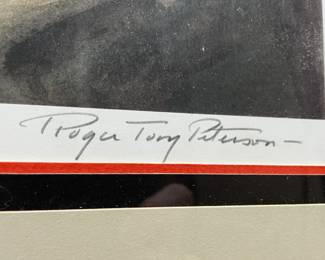 Roger Tory Peterson —